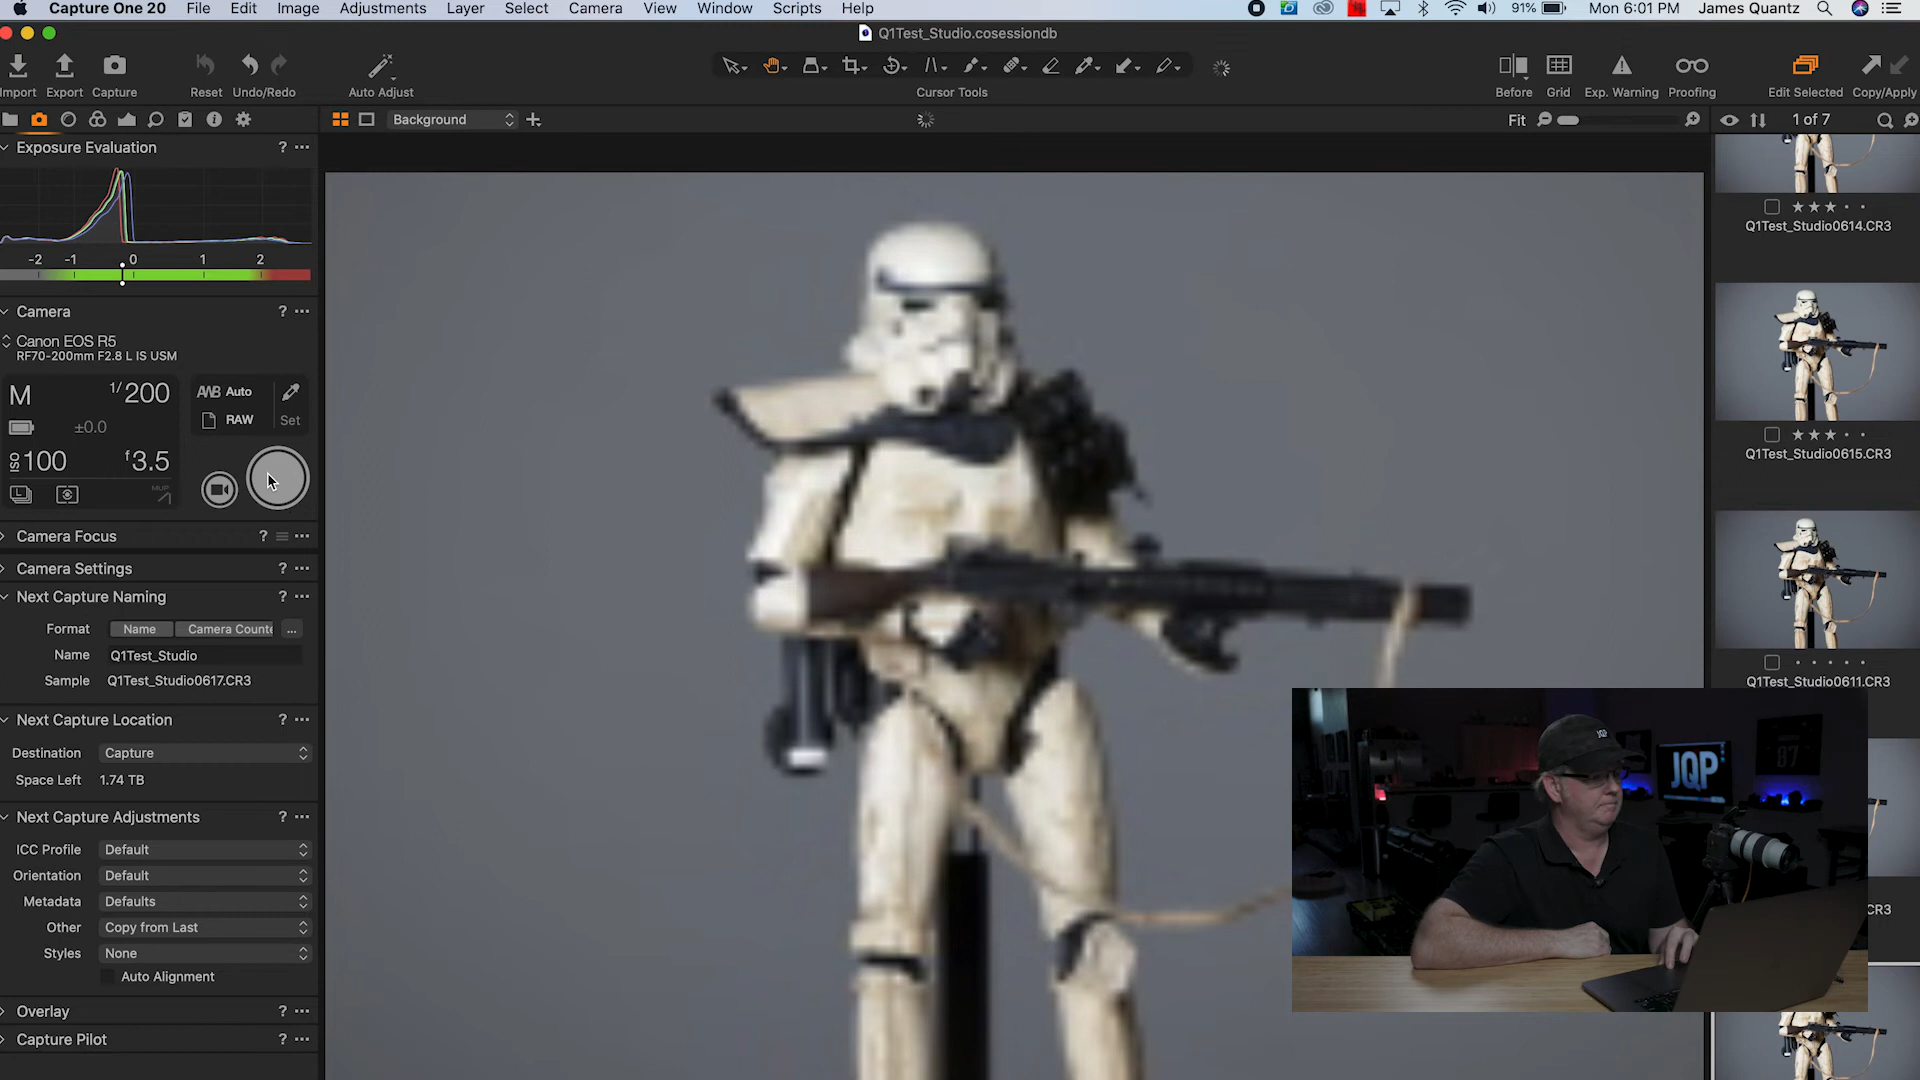 Capture One 20 File Edit Image Adjustments Layer Select Camera View Window Scripts Help 91% Mon 6:01 PM James Quantz
Q1Test_Studio.cosessiondb
Import Export Capture Reset Undo/Redo Auto Adjust Cursor Tools Before Grid Exp. Warning Proofing Edit Selected Copy/Apply
Background Fit 1 of 7
Exposure Evaluation ?
-2 -1 0 1 2
Camera ?
Canon EOS R5
RF70-200mm F2.8 L IS USM
M 1/200 AWB Auto
±0.0 RAW Set
ISO 100 f3.5
MUP
Camera Focus ?
Camera Settings ?
Next Capture Naming ?
Format Name Camera Counte ...
Name Q1Test_Studio
Sample Q1Test_Studio0617.CR3
Next Capture Location ?
Destination Capture
Space Left 1.74 TB
Next Capture Adjustments ?
ICC Profile Default
Orientation Default
Metadata Defaults
Other Copy from Last
Styles None
Auto Alignment
Overlay ?
Capture Pilot ?
Q1Test_Studio0614.CR3
Q1Test_Studio0615.CR3
Q1Test_Studio0611.CR3
CR3
JQP
JQP
87